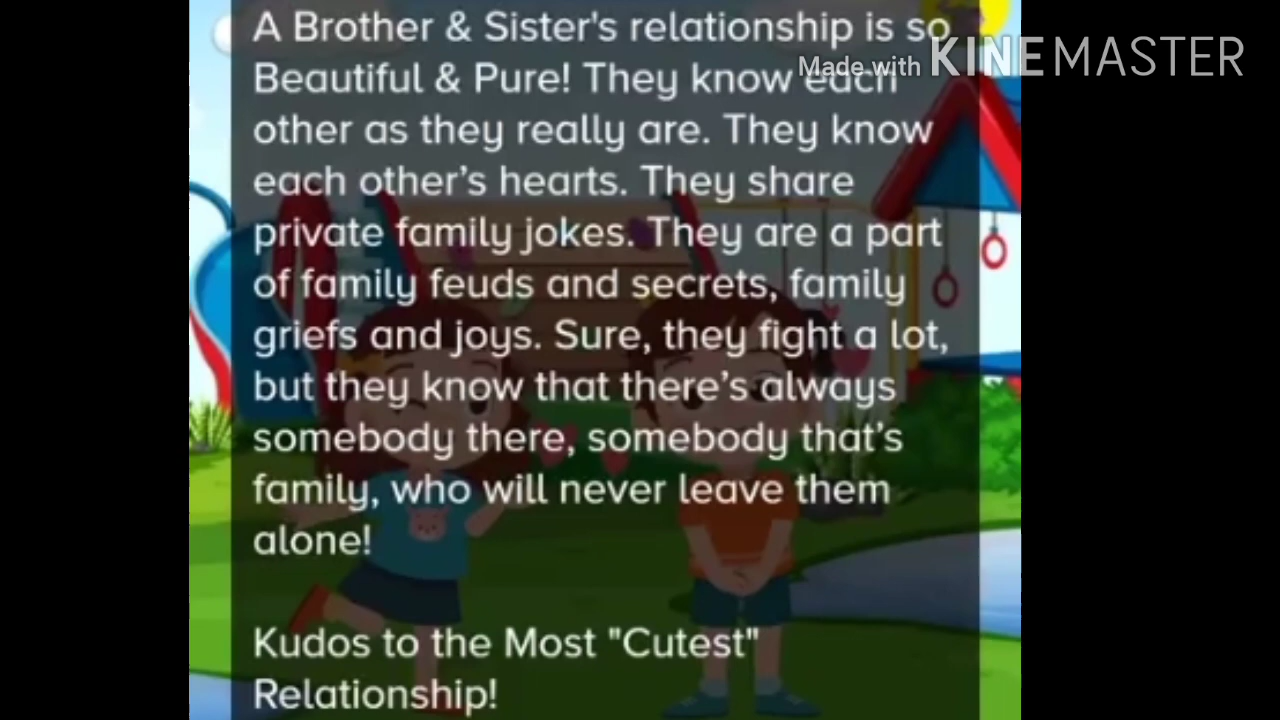 A Brother & Sister's relationship is so
Made with KINEMASTER
Beautiful & Pure! They know each
other as they really are. They know
each other’s hearts. They share
private family jokes. They are a part
of family feuds and secrets, family
griefs and joys. Sure, they fight a lot,
but they know that there’s always
somebody there, somebody that’s
family, who will never leave them
alone!
Kudos to the Most "Cutest"
Relationship!